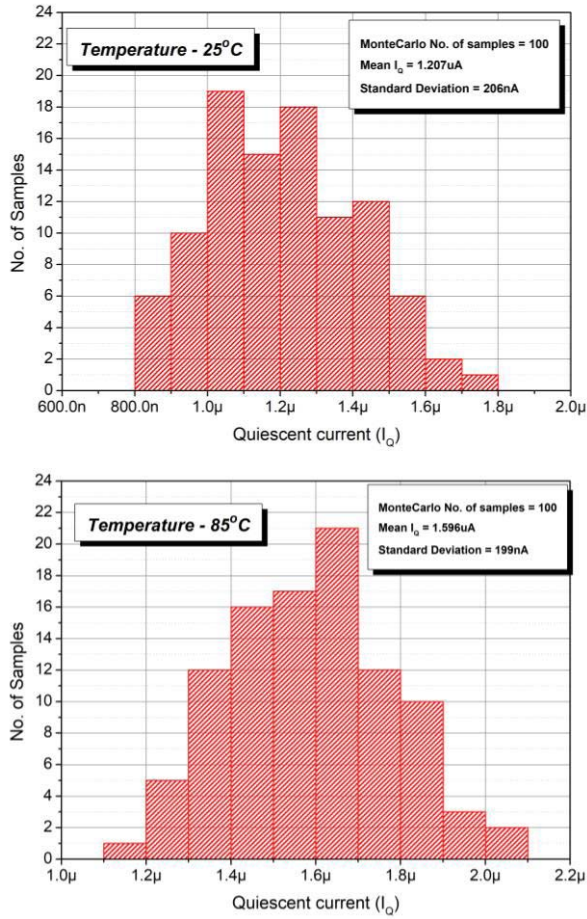 24
22
20
18
16
14
12
10
8
6
4
2
0
No. of Samples
Temperature - 25°C
MonteCarlo No. of samples = 100
Mean I_Q = 1.207uA
Standard Deviation = 206nA
600.0n 800.0n 1.0µ 1.2µ 1.4µ 1.6µ 1.8µ 2.0µ
Quiescent current (I_Q)
24
22
20
18
16
14
12
10
8
6
4
2
0
No. of Samples
Temperature - 85°C
MonteCarlo No. of samples = 100
Mean I_Q = 1.596uA
Standard Deviation = 199nA
1.0µ 1.2µ 1.4µ 1.6µ 1.8µ 2.0µ 2.2µ
Quiescent current (I_Q)